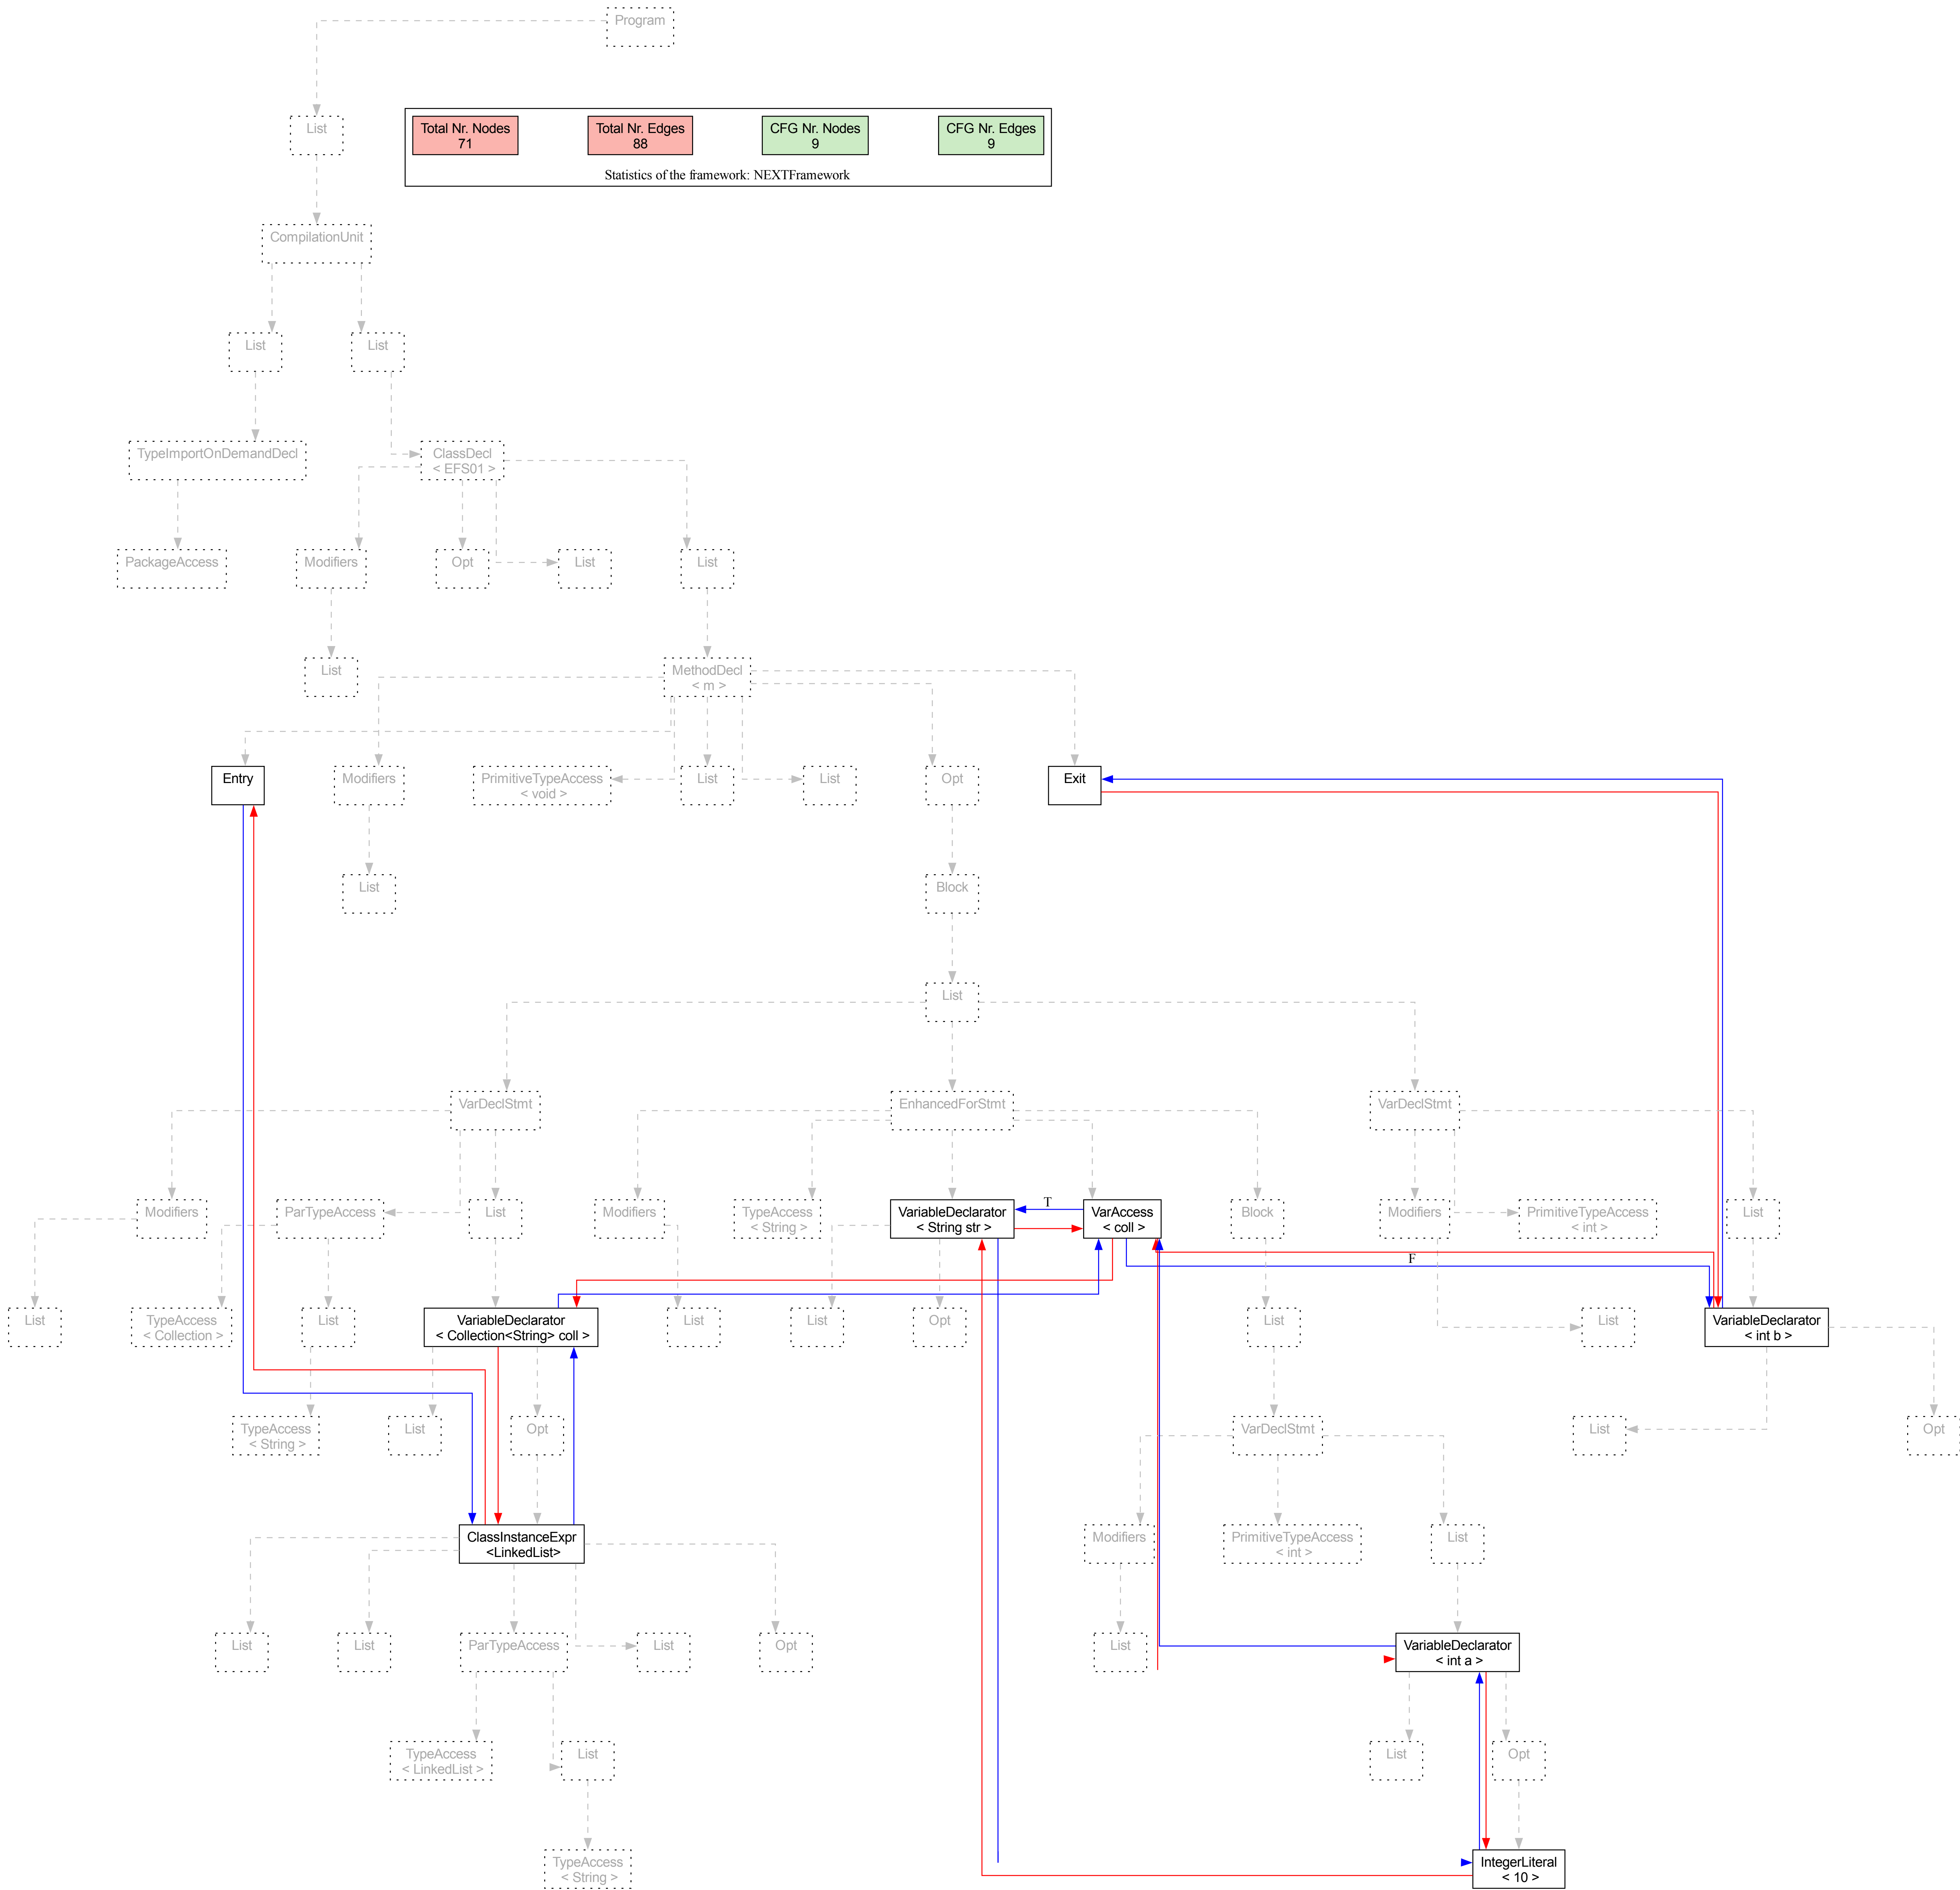 Program
List
Total Nr. Nodes
71
Total Nr. Edges
88
CFG Nr. Nodes
9
CFG Nr. Edges
9
Statistics of the framework: NEXTFramework
CompilationUnit
List
List
TypeImportOnDemandDecl
ClassDecl
< EFS01 >
PackageAccess
Modifiers
Opt
List
List
List
MethodDecl
< m >
Entry
Modifiers
PrimitiveTypeAccess
< void >
List
List
Opt
Exit
List
Block
List
VarDeclStmt
EnhancedForStmt
VarDeclStmt
Modifiers
ParTypeAccess
List
Modifiers
TypeAccess
< String >
VariableDeclarator
< String str >
T
VarAccess
< coll >
Block
Modifiers
PrimitiveTypeAccess
< int >
List
F
List
TypeAccess
< Collection >
List
VariableDeclarator
< Collection<String> coll >
List
List
Opt
List
List
VariableDeclarator
< int b >
TypeAccess
< String >
List
Opt
VarDeclStmt
List
Opt
ClassInstanceExpr
<LinkedList>
Modifiers
PrimitiveTypeAccess
< int >
List
List
List
ParTypeAccess
List
Opt
List
VariableDeclarator
< int a >
TypeAccess
< LinkedList >
List
List
Opt
TypeAccess
< String >
IntegerLiteral
< 10 >